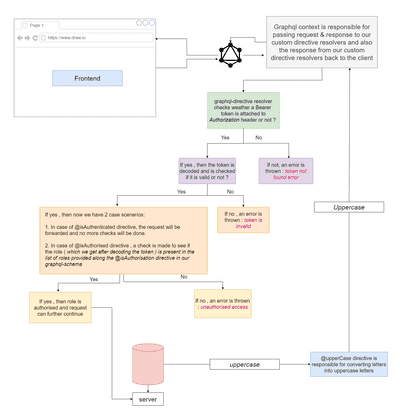 Page 1
https://www.draw.io
Frontend
Graphql context is responsible for
passing request & response to our
custom directive resolvers and also
the response from our custom
directive resolvers back to the client
graphql-directive resolver
checks weather a Bearer
token is attached to
Authorization header or not ?
Yes
No
If yes , then the token is
decoded and is checked
if it is valid or not ?
If not, an error is
thrown : token not
found error
Yes
No
If yes , then now we have 2 case scenerios:
1. In case of @isAuthenticated directive, the request will be
forwarded and no more checks will be done.
2. In case of @isAuthorised directive , a check is made to see if
the role ( which we get after decoding the token ) is present in the
list of roles provided along the @isAuthorisation directive in our
graphql-schema
If no , an error is
thrown : token is
invalid
Uppercase
Yes
No
If yes , then role is
authorised and request
can further continue
If no , an error is thrown
: unauthorised access
uppercase
@upperCase directive is
responsible for converting letters
into uppercase letters
server